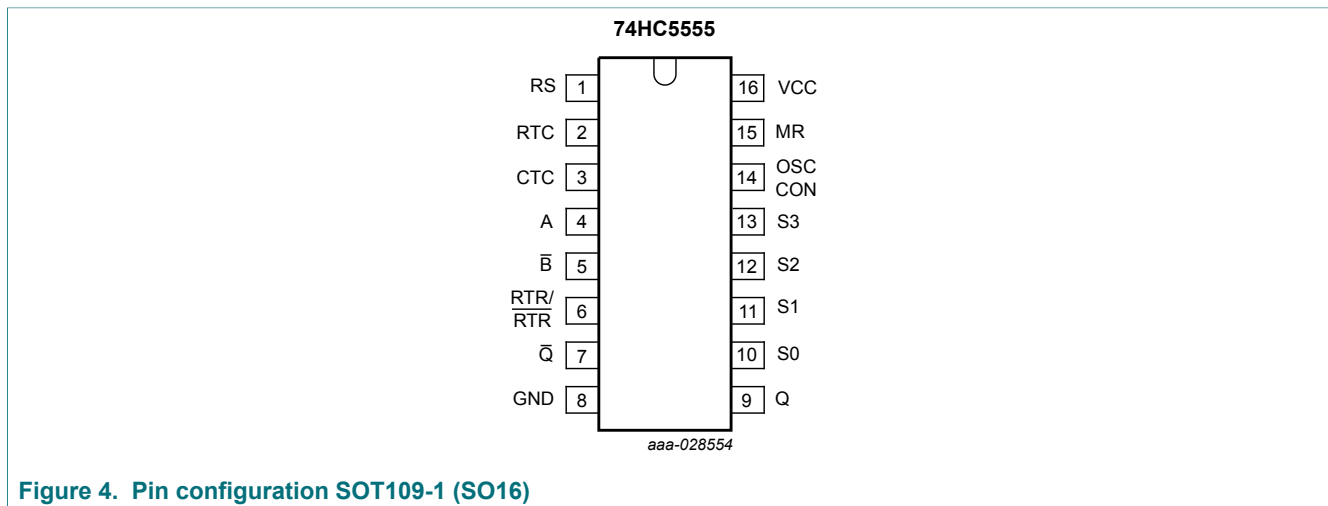 74HC5555
RS 1
RTC 2
CTC 3
A 4
B̅ 5
RTR/
R̅T̅R̅ 6
Q̅ 7
GND 8
16 VCC
15 MR
14 OSC
CON
13 S3
12 S2
11 S1
10 S0
9 Q
aaa-028554
Figure 4. Pin configuration SOT109-1 (SO16)